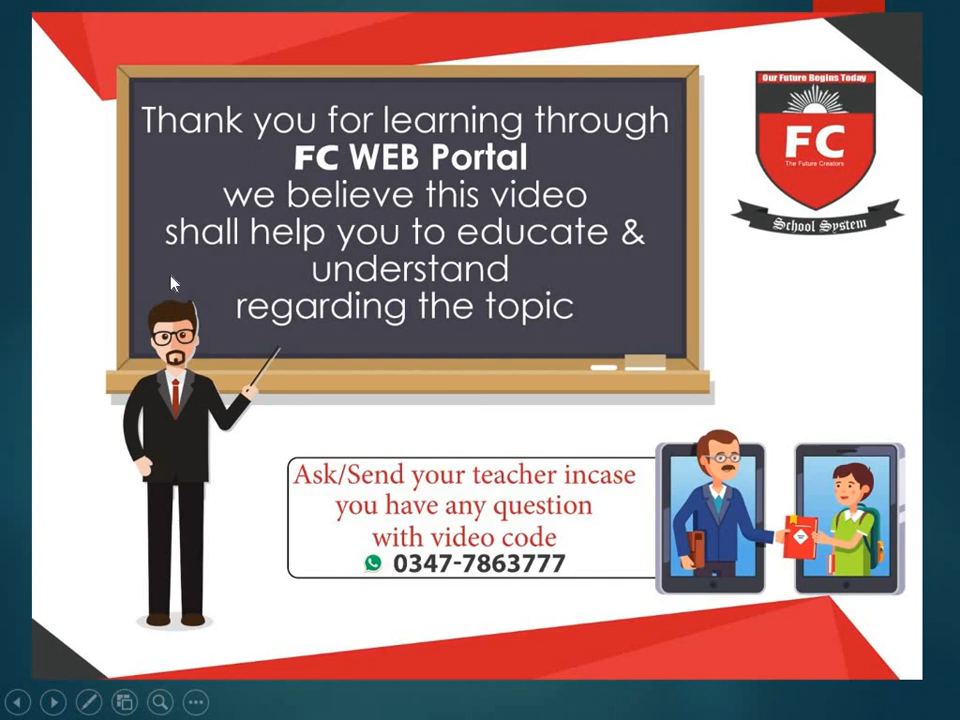 Thank you for learning through
FC WEB Portal
we believe this video
shall help you to educate &
understand
regarding the topic
Our Future Begins Today
FC
The Future Creators
School System
Ask/Send your teacher incase
you have any question
with video code
0347-7863777